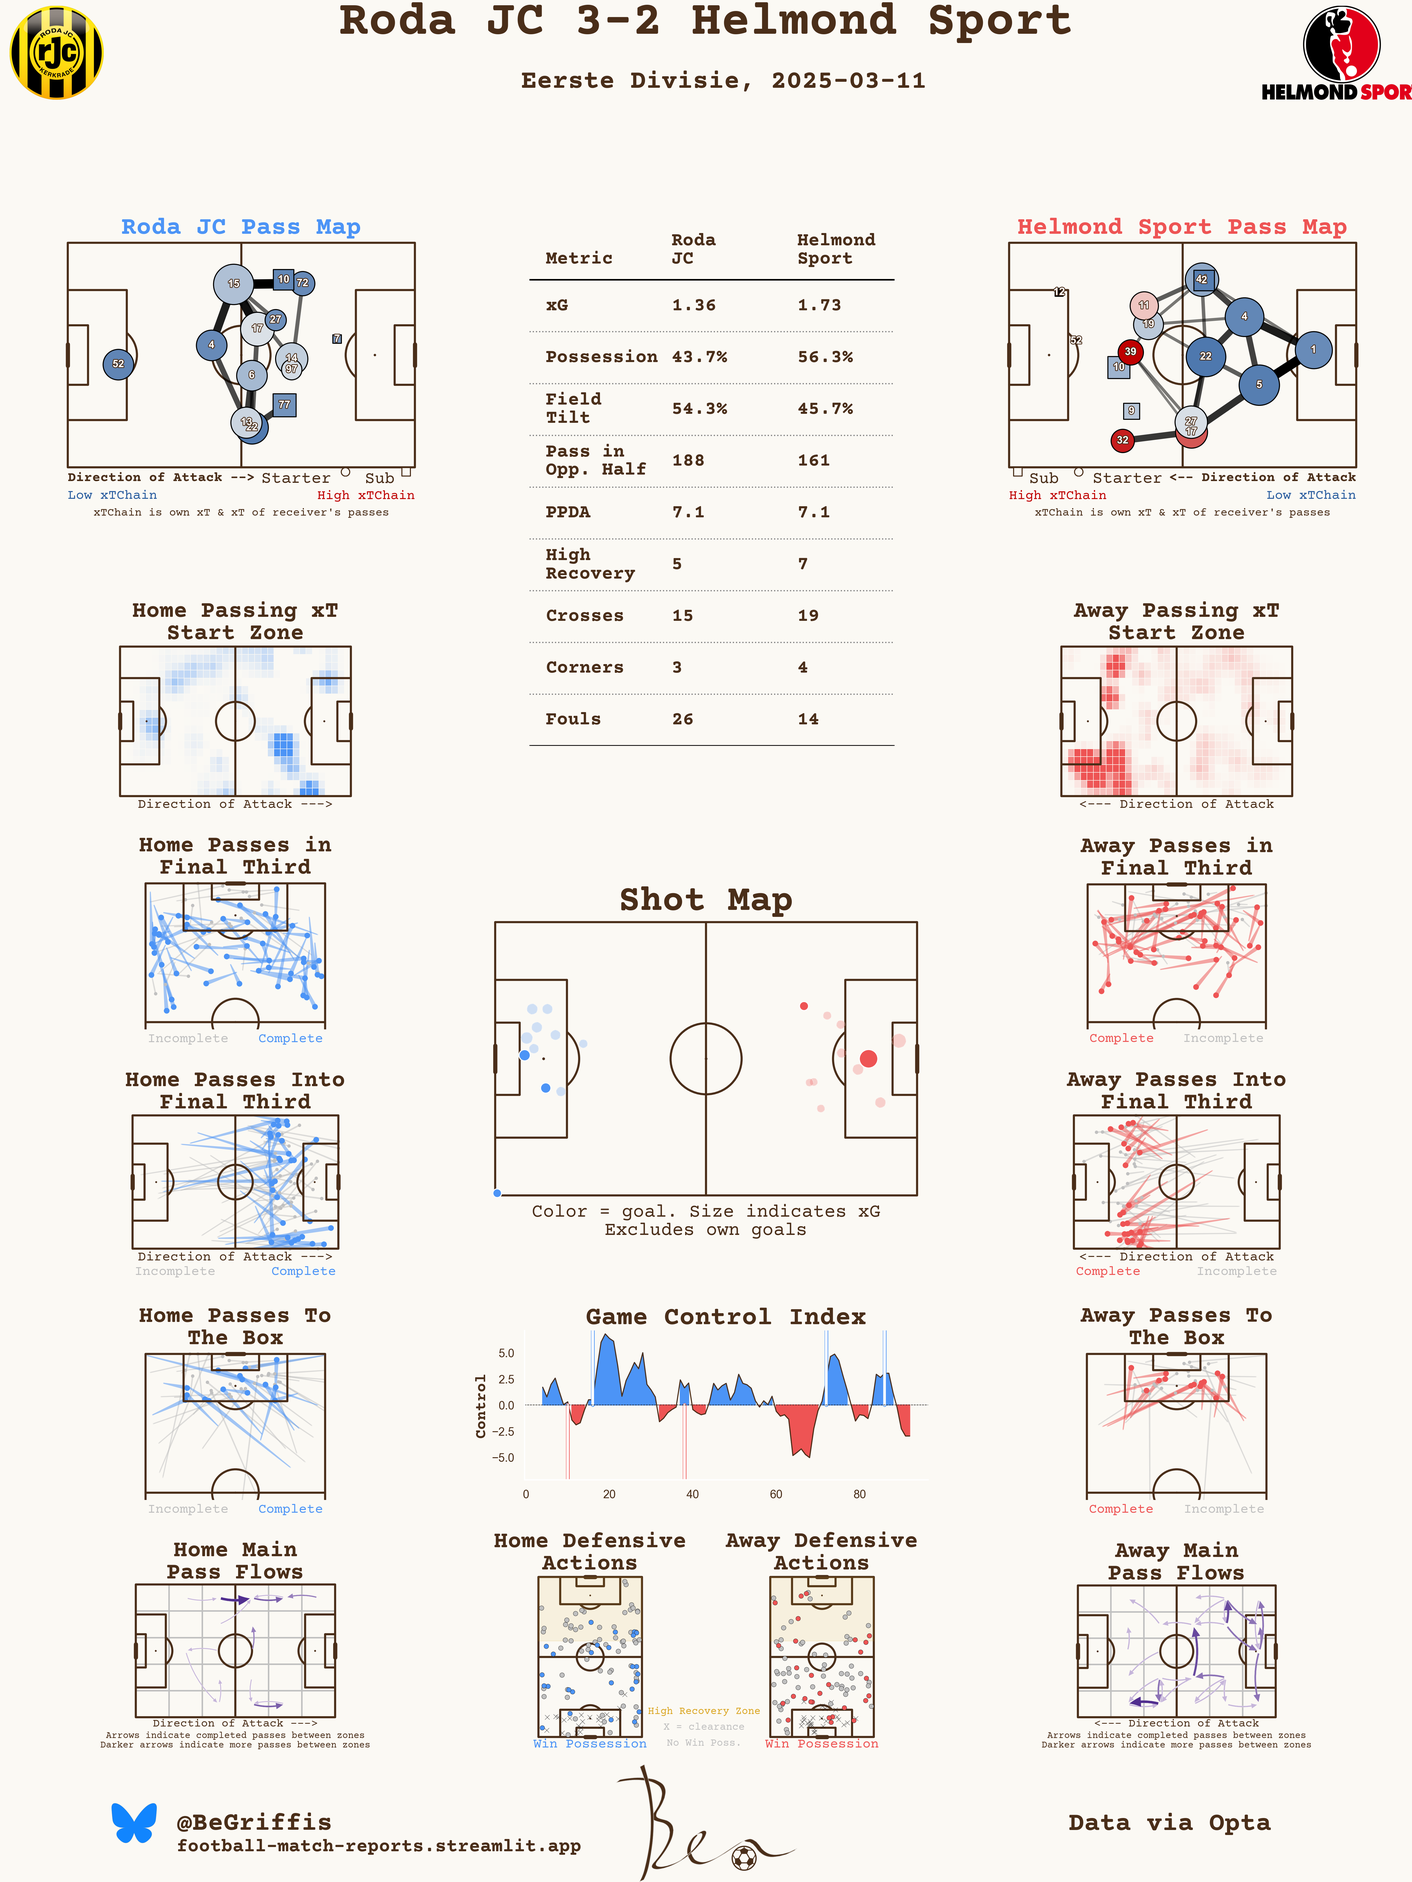 Roda JC 3-2 Helmond Sport
Eerste Divisie, 2025-03-11
RODA JC
rJc
KERKRADE
HELMOND SPOR
Roda JC Pass Map
15
10
72
27
17
7
4
14
52
97
6
77
13
22
Direction of Attack --> Starter Sub
Low xTChain High xTChain
xTChain is own xT & xT of receiver's passes
Metric Roda JC Helmond Sport
xG 1.36 1.73
Possession 43.7% 56.3%
Field Tilt 54.3% 45.7%
Pass in Opp. Half 188 161
PPDA 7.1 7.1
High Recovery 5 7
Crosses 15 19
Corners 3 4
Fouls 26 14
Helmond Sport Pass Map
42
12
11
4
19
52
39
22
1
10
5
9
27
17
32
Sub Starter <-- Direction of Attack
High xTChain Low xTChain
xTChain is own xT & xT of receiver's passes
Home Passing xT
Start Zone
Direction of Attack --->
Away Passing xT
Start Zone
<--- Direction of Attack
Home Passes in
Final Third
Incomplete Complete
Away Passes in
Final Third
Complete Incomplete
Shot Map
Color = goal. Size indicates xG
Excludes own goals
Home Passes Into
Final Third
Direction of Attack --->
Incomplete Complete
Away Passes Into
Final Third
<--- Direction of Attack
Complete Incomplete
Home Passes To
The Box
Incomplete Complete
Game Control Index
Control
5.0
2.5
0.0
−2.5
−5.0
0 20 40 60 80
Away Passes To
The Box
Complete Incomplete
Home Main
Pass Flows
Direction of Attack --->
Arrows indicate completed passes between zones
Darker arrows indicate more passes between zones
Home Defensive
Actions
Win Possession
High Recovery Zone
X = clearance
No Win Poss.
Away Defensive
Actions
Win Possession
Away Main
Pass Flows
<--- Direction of Attack
Arrows indicate completed passes between zones
Darker arrows indicate more passes between zones
@BeGriffis
football-match-reports.streamlit.app
Ben
Data via Opta